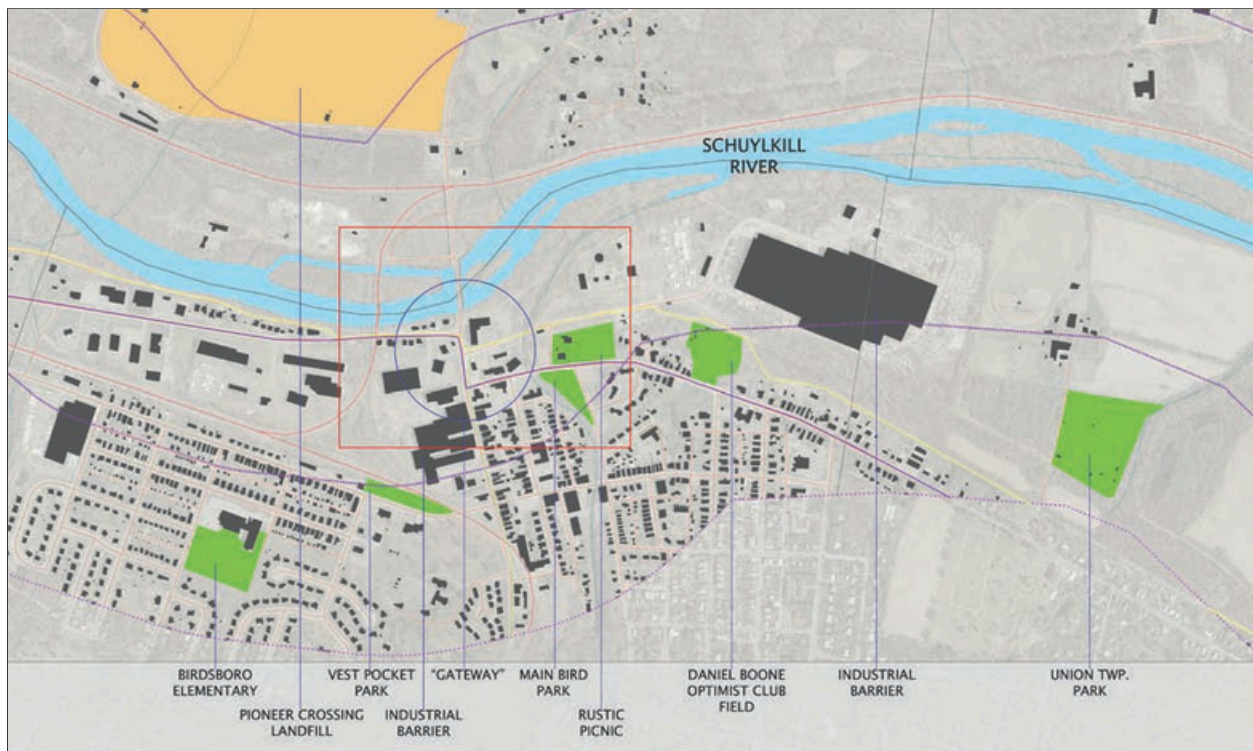 SCHUYLKILL
RIVER
BIRDSBORO
ELEMENTARY
PIONEER CROSSING
LANDFILL
VEST POCKET
PARK
INDUSTRIAL
BARRIER
"GATEWAY"
MAIN BIRD
PARK
RUSTIC
PICNIC
DANIEL BOONE
OPTIMIST CLUB
FIELD
INDUSTRIAL
BARRIER
UNION TWP.
PARK